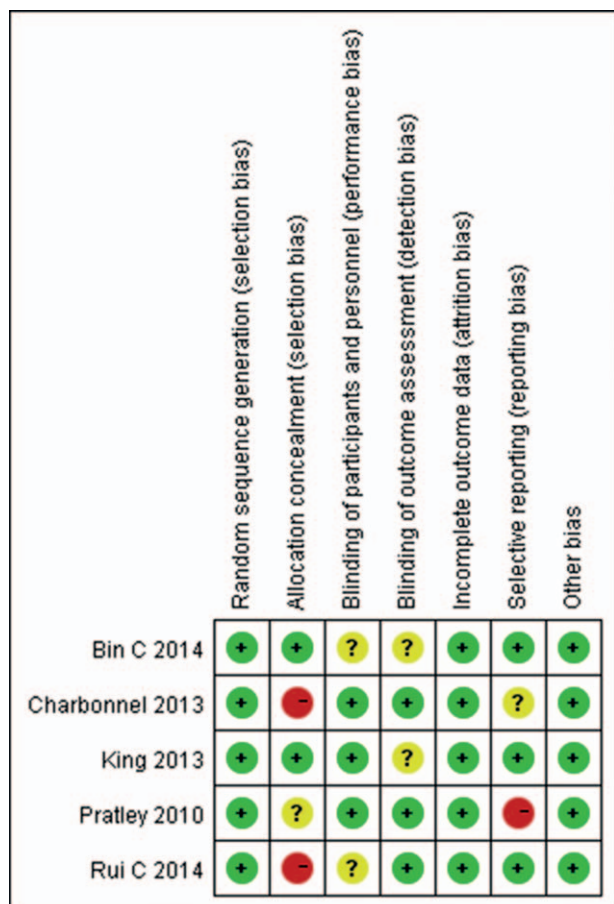 Random sequence generation (selection bias)
Allocation concealment (selection bias)
Blinding of participants and personnel (performance bias)
Blinding of outcome assessment (detection bias)
Incomplete outcome data (attrition bias)
Selective reporting (reporting bias)
Other bias
Bin C 2014 + + ? ? + + +
Charbonnel 2013 + - + + + ? +
King 2013 + + + ? + + +
Pratley 2010 + ? + + + - +
Rui C 2014 + - ? + + + +